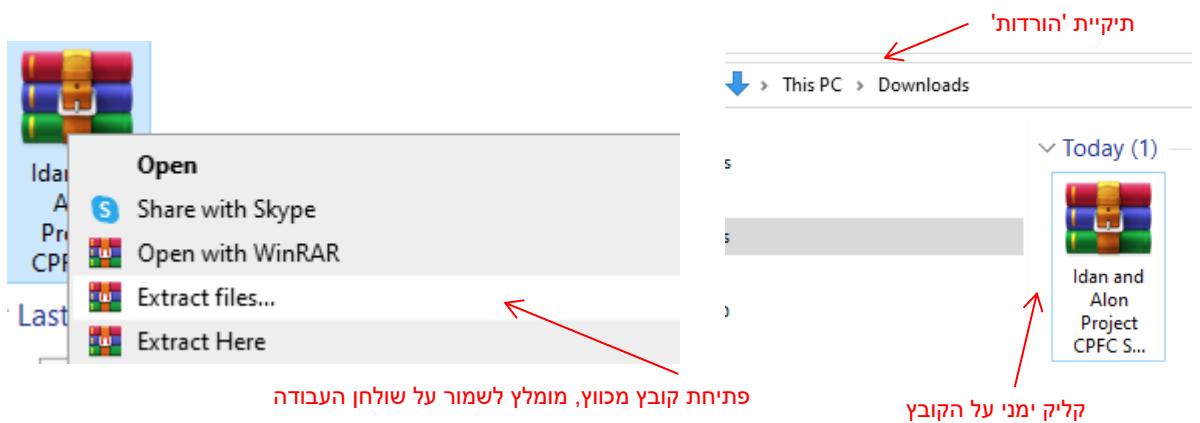 תיקיית 'הורדות'
This PC > Downloads
Today (1)
Idan and
Alon
Project
CPFC S...
קליק ימני על הקובץ
Open
Share with Skype
Open with WinRAR
Extract files...
Extract Here
Last
פתיחת קובץ מכווץ, מומלץ לשמור על שולחן העבודה